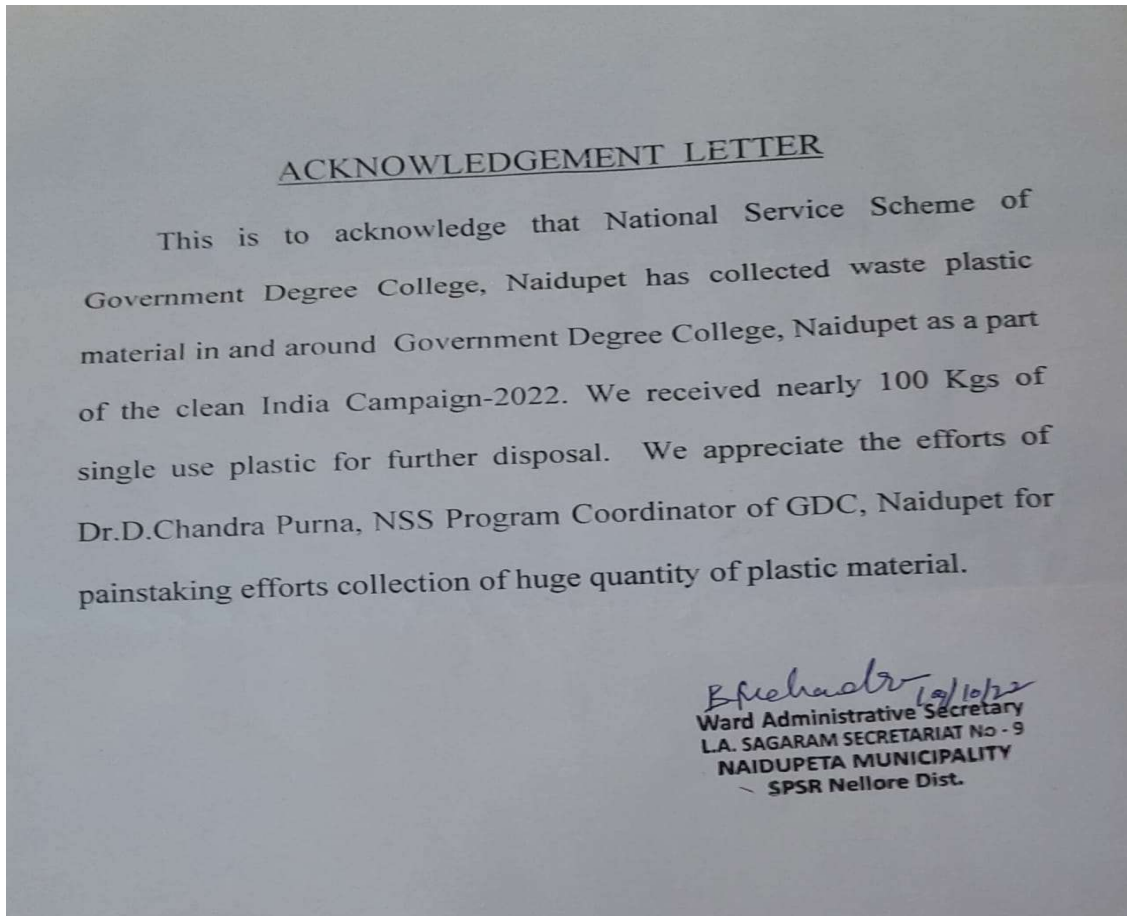 ACKNOWLEDGEMENT LETTER
This is to acknowledge that National Service Scheme of
Government Degree College, Naidupet has collected waste plastic
material in and around Government Degree College, Naidupet as a part
of the clean India Campaign-2022. We received nearly 100 Kgs of
single use plastic for further disposal. We appreciate the efforts of
Dr.D.Chandra Purna, NSS Program Coordinator of GDC, Naidupet for
painstaking efforts collection of huge quantity of plastic material.
Ward Administrative Secretary
L.A. SAGARAM SECRETARIAT No - 9
NAIDUPETA MUNICIPALITY
SPSR Nellore Dist.